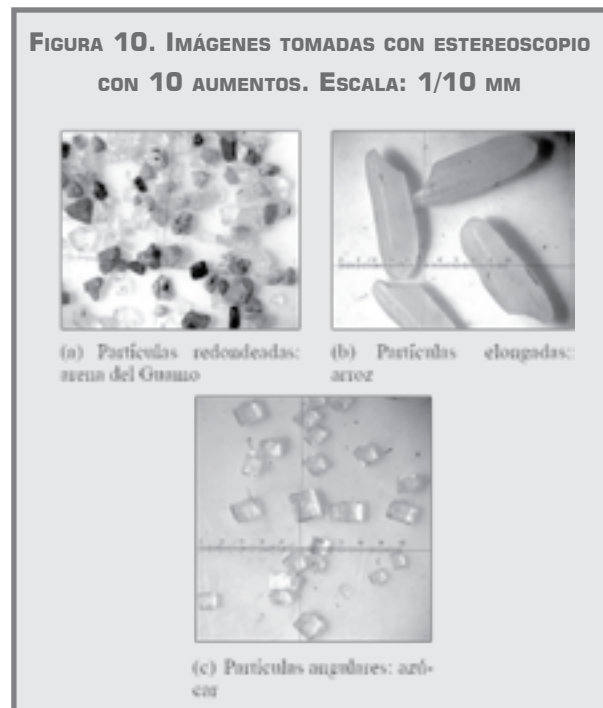 FIGURA 10. IMÁGENES TOMADAS CON ESTEREOSCOPIO
CON 10 AUMENTOS. ESCALA: 1/10 MM
(a) Partículas redondeadas:
arena del Guamo
(b) Partículas elongadas:
arroz
(c) Partículas angulares: azú-
car